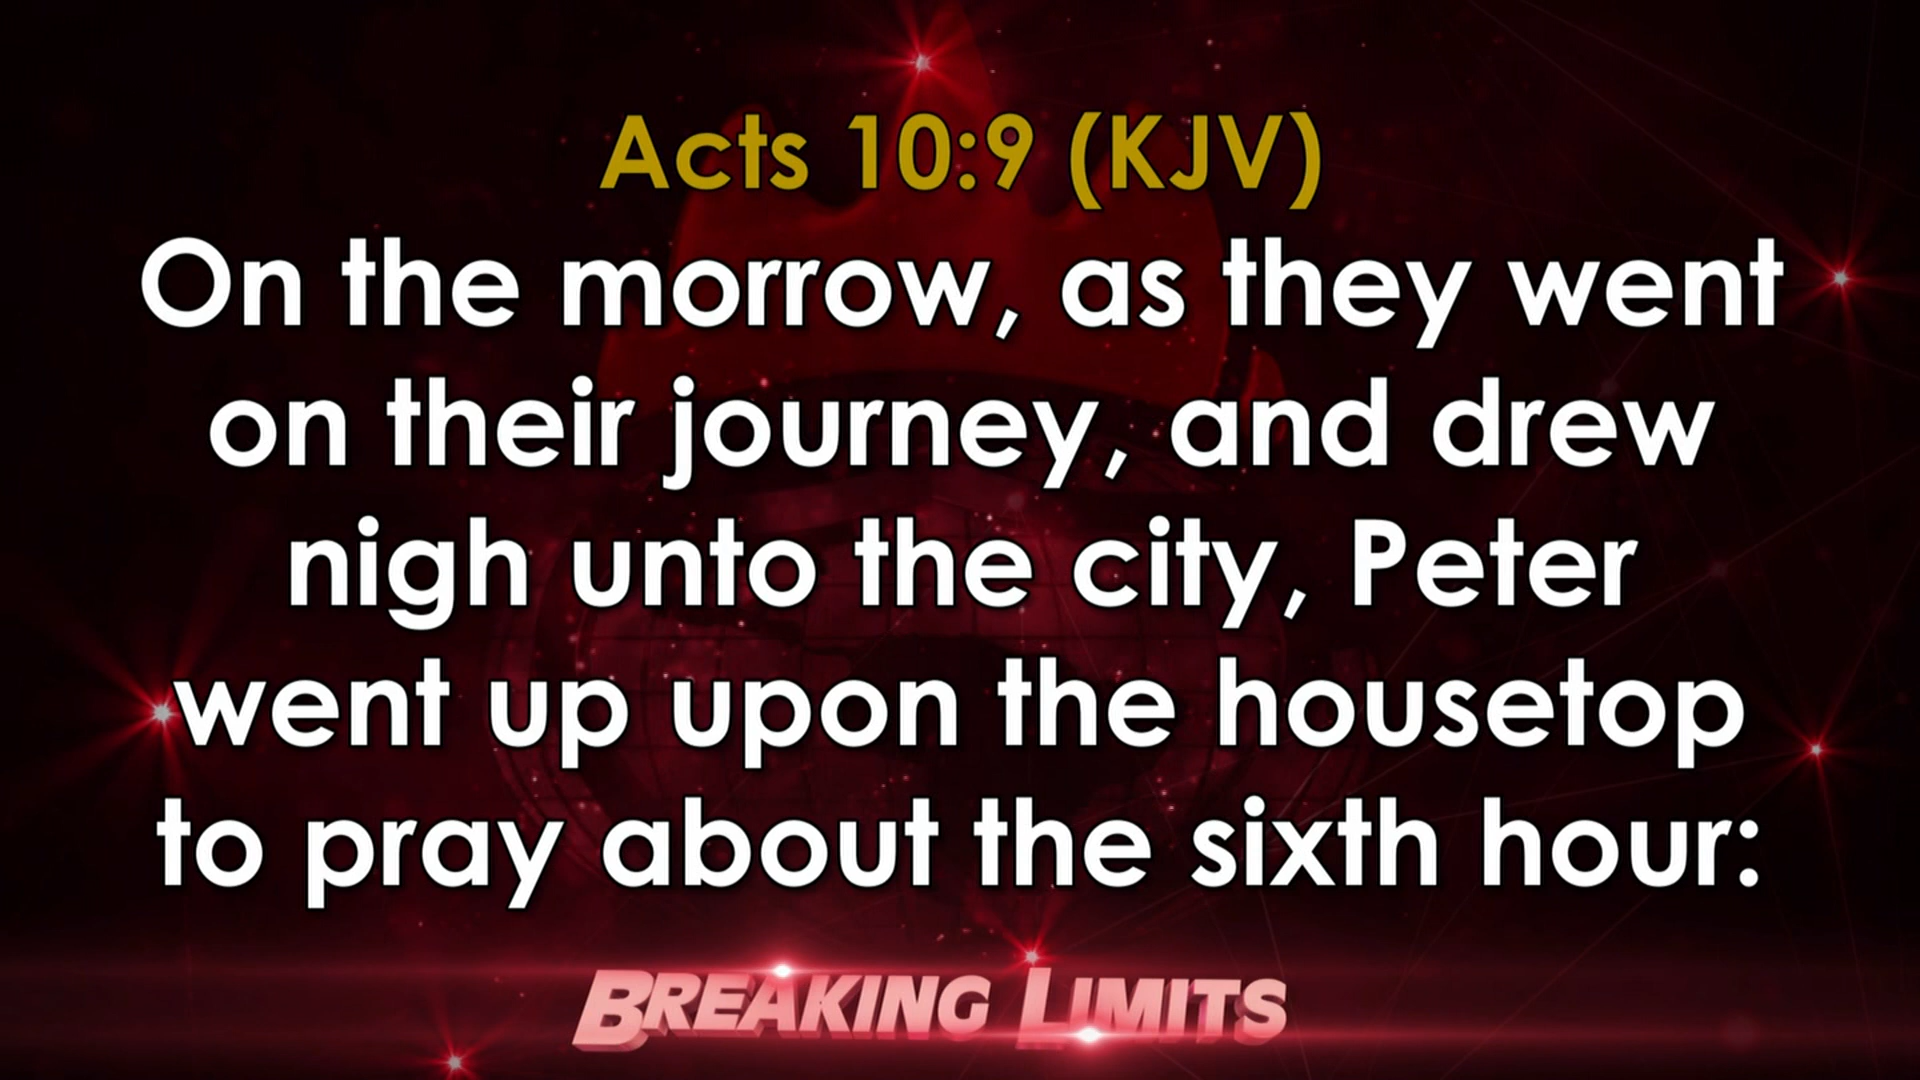 Acts 10:9 (KJV)
On the morrow, as they went
on their journey, and drew
nigh unto the city, Peter
went up upon the housetop
to pray about the sixth hour:
BREAKING LIMITS